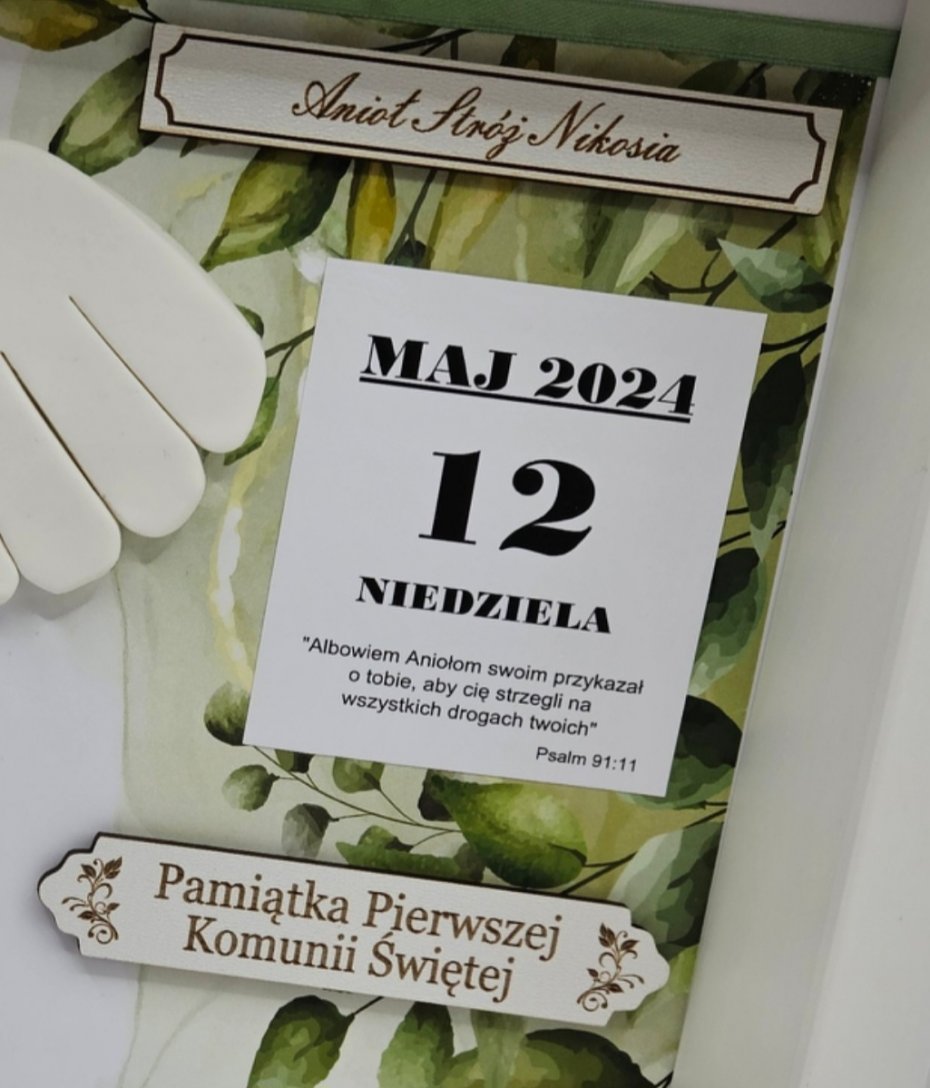 Anioł Stróż Nikosia
MAJ 2024
12
NIEDZIELA
"Albowiem Aniołom swoim przykazał
o tobie, aby cię strzegli na
wszystkich drogach twoich"
Psalm 91:11
Pamiątka Pierwszej
Komunii Świętej